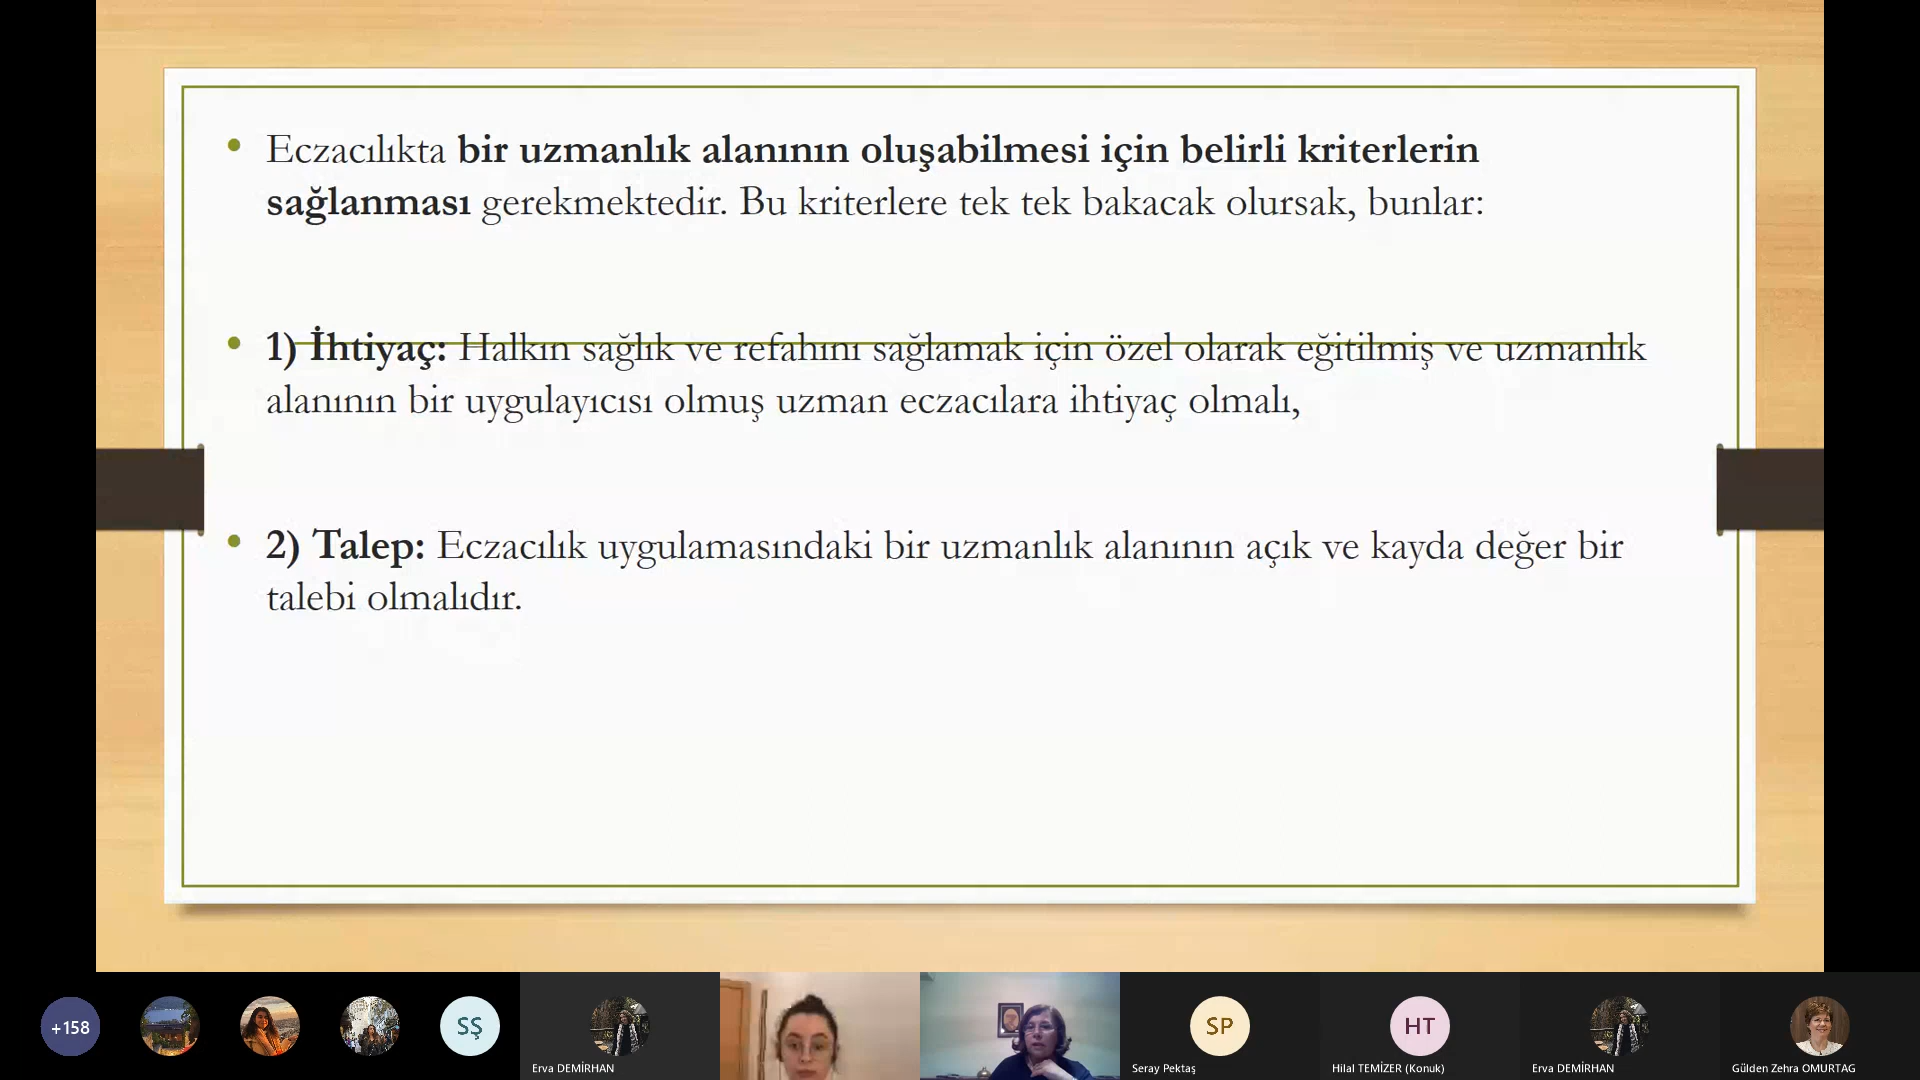 Eczacılıkta bir uzmanlık alanının oluşabilmesi için belirli kriterlerin
sağlanması gerekmektedir. Bu kriterlere tek tek bakacak olursak, bunlar:
1) İhtiyaç: Halkın sağlık ve refahını sağlamak için özel olarak eğitilmiş ve uzmanlık
alanının bir uygulayıcısı olmuş uzman eczacılara ihtiyaç olmalı,
2) Talep: Eczacılık uygulamasındaki bir uzmanlık alanının açık ve kayda değer bir
talebi olmalıdır.
+158
SŞ
SP
HT
Erva DEMİRHAN
Seray Pektaş
Hilal TEMİZER (Konuk)
Erva DEMİRHAN
Gülden Zehra OMURTAG